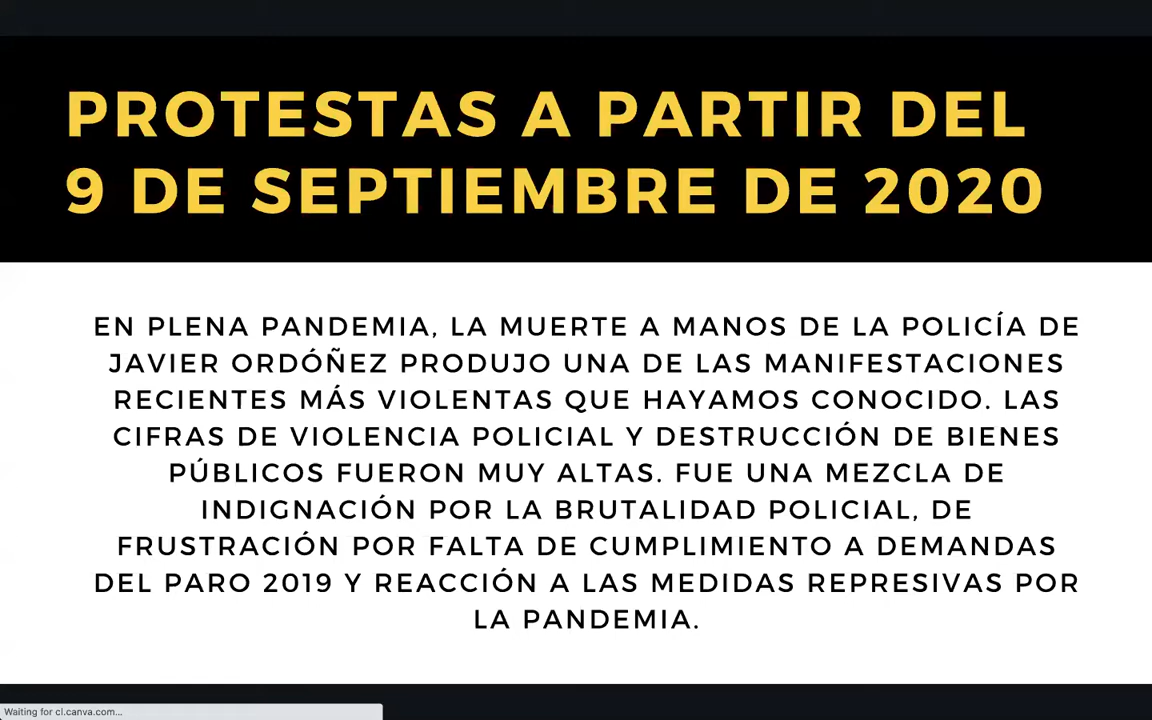 PROTESTAS A PARTIR DEL
9 DE SEPTIEMBRE DE 2020
EN PLENA PANDEMIA, LA MUERTE A MANOS DE LA POLICÍA DE
JAVIER ORDÓÑEZ PRODUJO UNA DE LAS MANIFESTACIONES
RECIENTES MÁS VIOLENTAS QUE HAYAMOS CONOCIDO. LAS
CIFRAS DE VIOLENCIA POLICIAL Y DESTRUCCIÓN DE BIENES
PÚBLICOS FUERON MUY ALTAS. FUE UNA MEZCLA DE
INDIGNACIÓN POR LA BRUTALIDAD POLICIAL, DE
FRUSTRACIÓN POR FALTA DE CUMPLIMIENTO A DEMANDAS
DEL PARO 2019 Y REACCIÓN A LAS MEDIDAS REPRESIVAS POR
LA PANDEMIA.
Waiting for cl.canva.com...